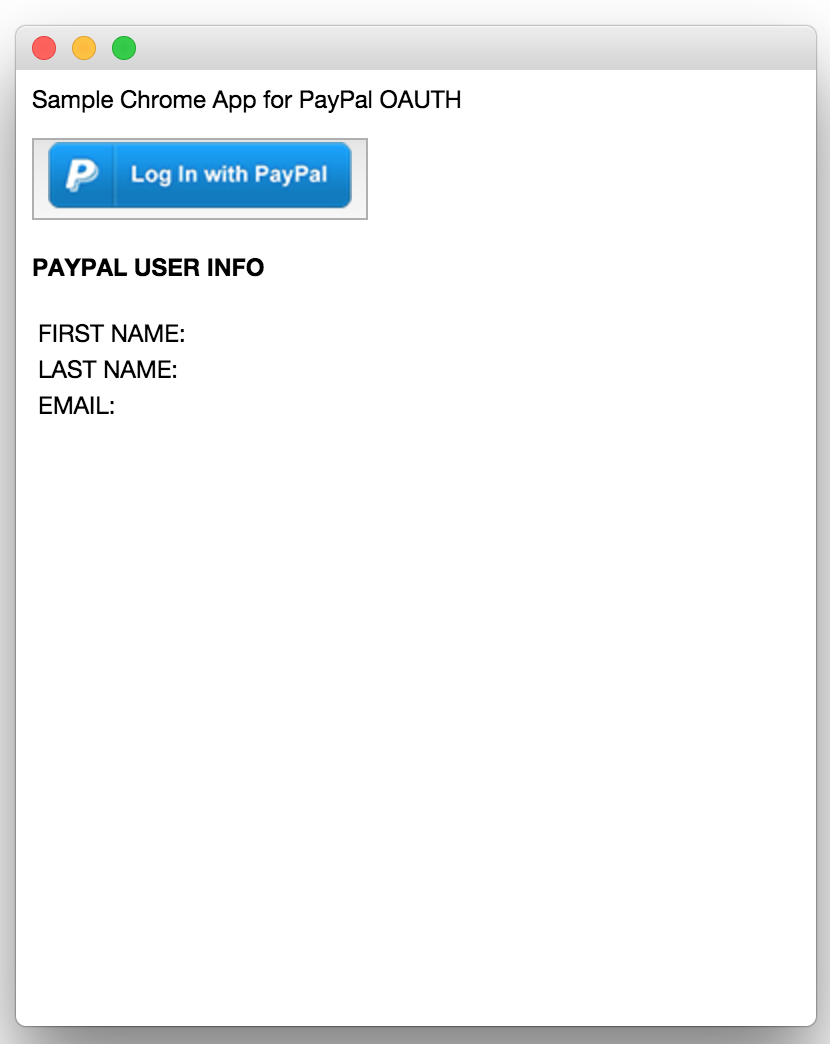 Sample Chrome App for PayPal OAUTH
Log In with PayPal
PAYPAL USER INFO
FIRST NAME:
LAST NAME:
EMAIL: